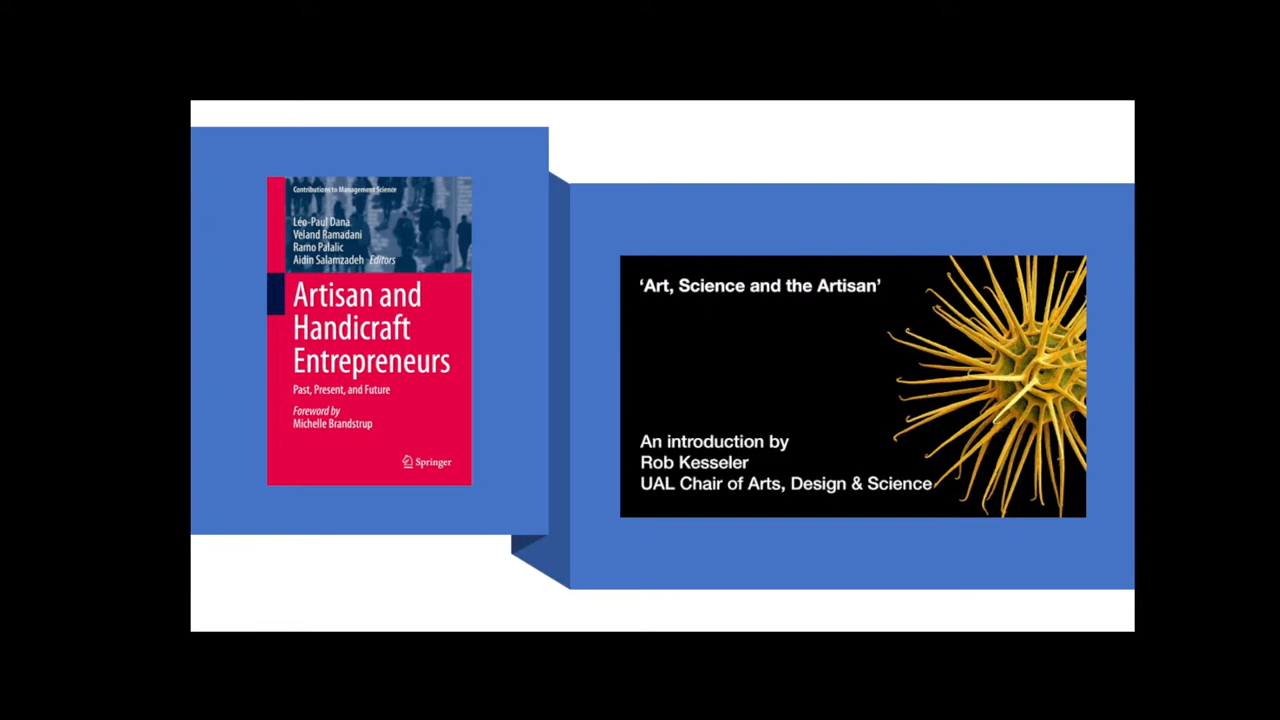 Contributions to Management Science
Léo-Paul Dana
Veland Ramadani
Ramo Palalic
Aidin Salamzadeh Editors
Artisan and
Handicraft
Entrepreneurs
Past, Present, and Future
Foreword by
Michelle Brandstrup
Springer
‘Art, Science and the Artisan’
An introduction by
Rob Kesseler
UAL Chair of Arts, Design & Science